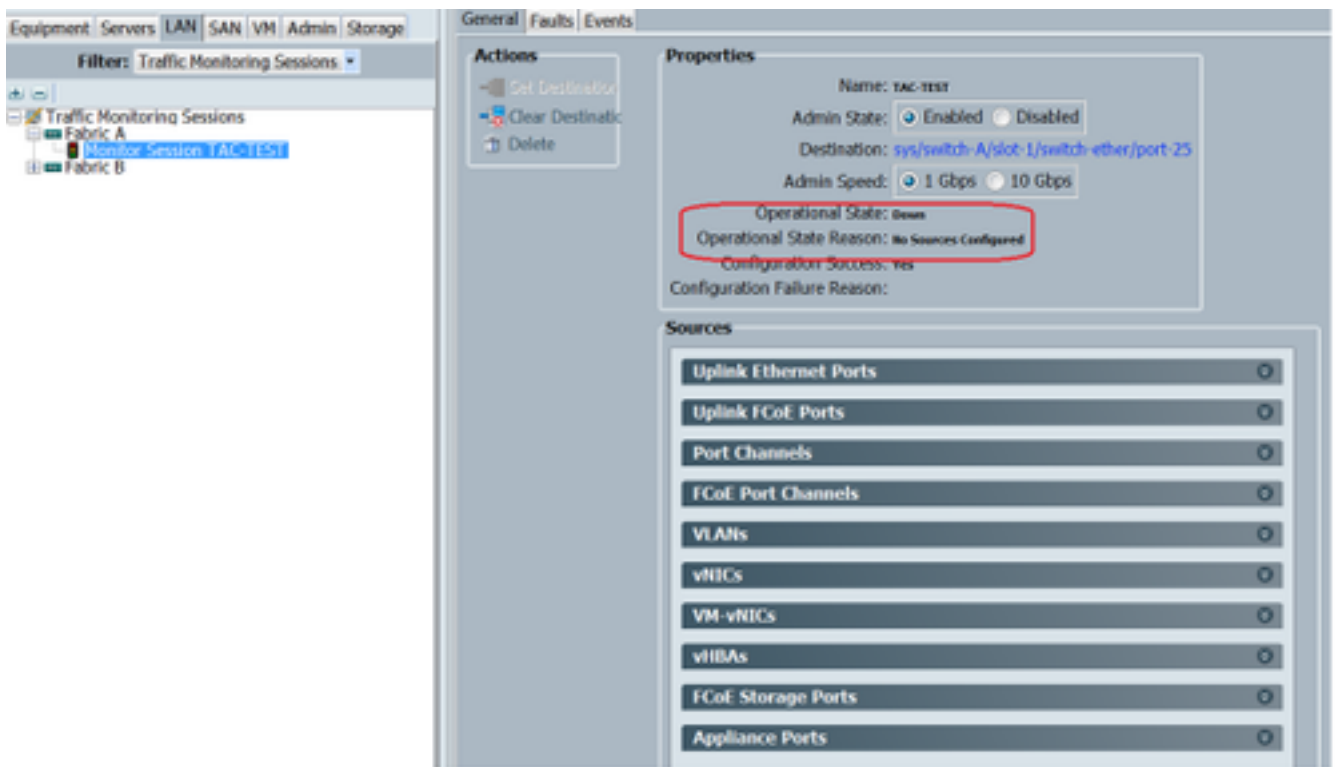 Equipment Servers LAN SAN VM Admin Storage
Filter: Traffic Monitoring Sessions
Traffic Monitoring Sessions
Fabric A
Monitor Session TAC-TEST
Fabric B
General Faults Events
Actions
Set Destination
Clear Destinatic
Delete
Properties
Name: TAC-TEST
Admin State: Enabled Disabled
Destination: sys/switch-A/slot-1/switch-ether/port-25
Admin Speed: 1 Gbps 10 Gbps
Operational State: Down
Operational State Reason: No Sources Configured
Configuration Success: Yes
Configuration Failure Reason:
Sources
Uplink Ethernet Ports
Uplink FCoE Ports
Port Channels
FCoE Port Channels
VLANs
vNICs
VM-vNICs
vHBAs
FCoE Storage Ports
Appliance Ports